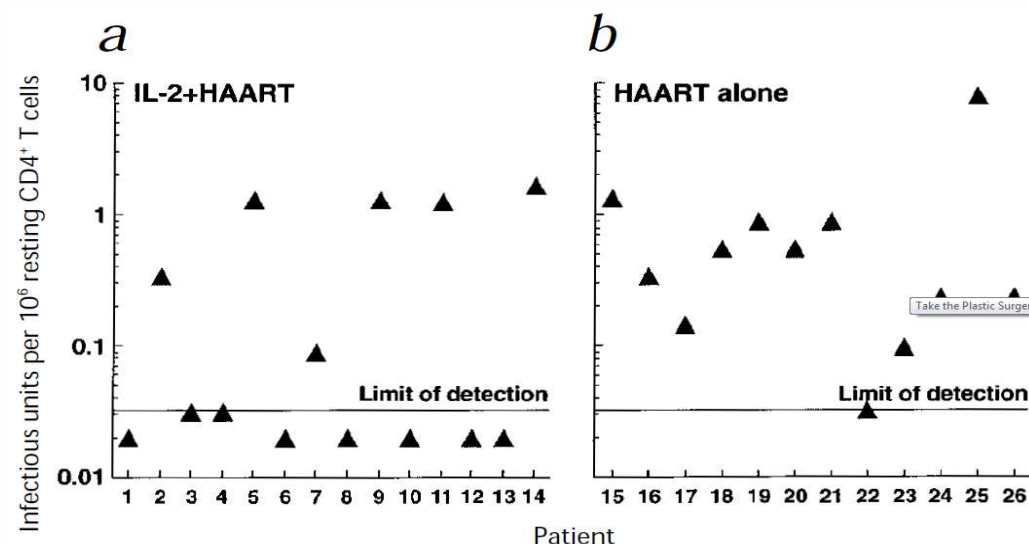 a
b
IL-2+HAART
HAART alone
Infectious units per 10⁶ resting CD4⁺ T cells
10
1
0.1
0.01
Limit of detection
Limit of detection
Take the Plastic Surger
1 2 3 4 5 6 7 8 9 10 11 12 13 14
15 16 17 18 19 20 21 22 23 24 25 26
Patient